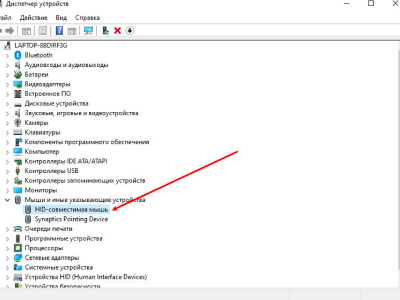 Диспетчер устройств
Файл Действие Вид Справка
LAPTOP-8BDIRF3G
Bluetooth
Аудиовходы и аудиовыходы
Батареи
Видеоадаптеры
Встроенное ПО
Дисковые устройства
Звуковые, игровые и видеоустройства
Камеры
Клавиатуры
Компоненты программного обеспечения
Компьютер
Контроллеры IDE ATA/ATAPI
Контроллеры USB
Контроллеры запоминающих устройств
Мониторы
Мыши и иные указывающие устройства
HID-совместимая мышь
Synaptics Pointing Device
Очереди печати
Программные устройства
Процессоры
Сетевые адаптеры
Системные устройства
Устройства HID (Human Interface Devices)
Устройства безопасности